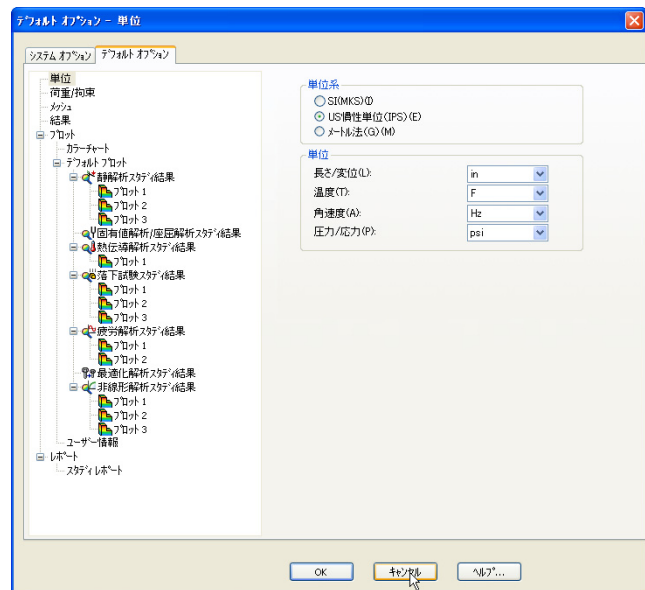 デフォルト オプション - 単位
システム オプション
デフォルト オプション
単位
荷重/拘束
メッシュ
結果
プロット
カラーチャート
デフォルト プロット
静解析スタディ結果
プロット 1
プロット 2
プロット 3
固有値解析/座屈解析スタディ結果
熱伝導解析スタディ結果
プロット 1
落下試験スタディ結果
プロット 1
プロット 2
プロット 3
疲労解析スタディ結果
プロット 1
プロット 2
最適化解析スタディ結果
非線形解析スタディ結果
プロット 1
プロット 2
プロット 3
ユーザー情報
レポート
スタディ レポート
単位系
SI(MKS)(I)
US慣性単位(IPS)(E)
メートル法(G)(M)
単位
長さ/変位(L): in
温度(T): F
角速度(A): Hz
圧力/応力(P): psi
OK
キャンセル
ヘルプ...